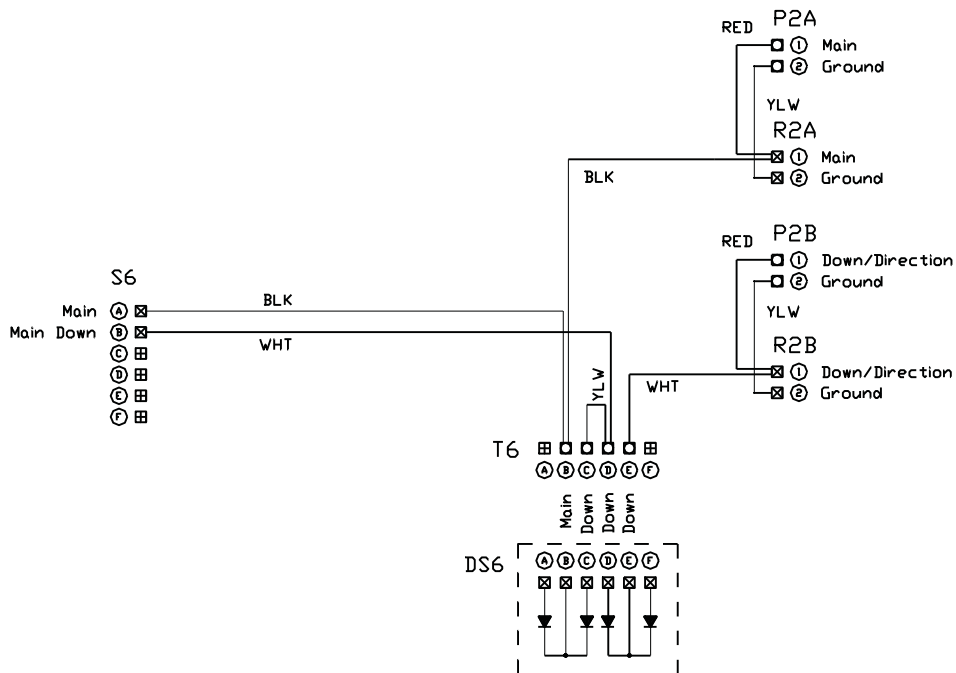 P2A
RED
1 Main
2 Ground
YLW
R2A
1 Main
BLK
2 Ground
P2B
RED
1 Down/Direction
2 Ground
S6
BLK
Main A
YLW
Main Down B
WHT
R2B
C
D
1 Down/Direction
YLW
WHT
E
2 Ground
F
T6
A B C D E F
Main Down Down Down
DS6
A B C D E F